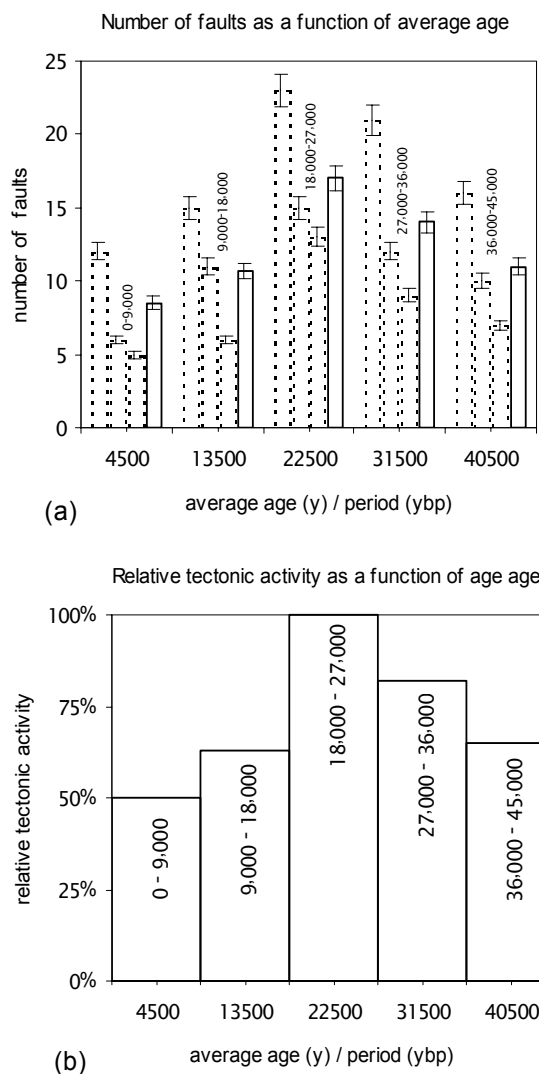 Number of faults as a function of average age
25
20
15
10
5
0
number of faults
0-9,000
9,000-18,000
18,000-27,000
27,000-36,000
36,000-45,000
4500 13500 22500 31500 40500
average age (y) / period (ybp)
(a)
Relative tectonic activity as a function of age age
100%
75%
50%
25%
0%
relative tectonic activity
0 - 9,000
9,000 - 18,000
18,000 - 27,000
27,000 - 36,000
36,000 - 45,000
4500 13500 22500 31500 40500
average age (y) / period (ybp)
(b)